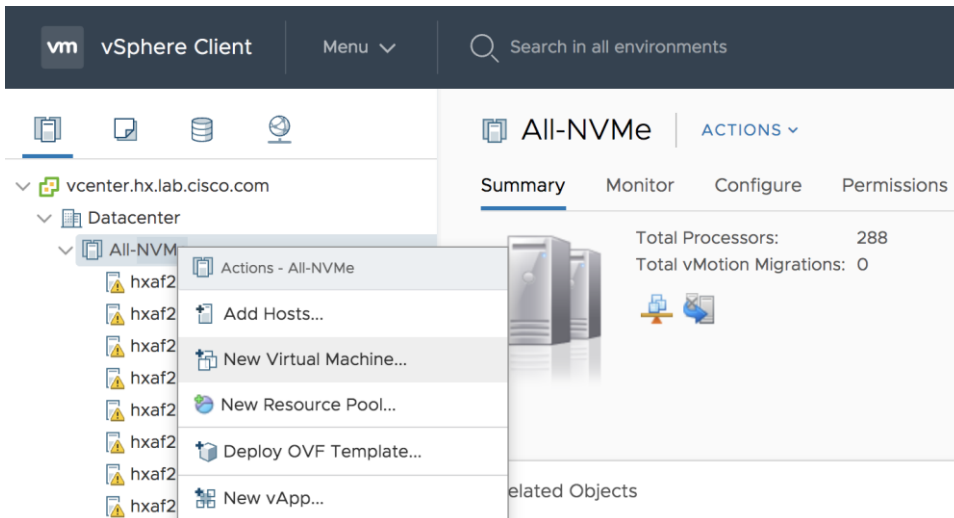 vm vSphere Client Menu Search in all environments
All-NVMe ACTIONS
vcenter.hx.lab.cisco.com
Summary Monitor Configure Permissions
Datacenter
Total Processors: 288
All-NVM
Total vMotion Migrations: 0
Actions - All-NVMe
hxaf2
Add Hosts...
hxaf2
hxaf2
New Virtual Machine...
hxaf2
hxaf2
New Resource Pool...
hxaf2
Deploy OVF Template...
hxaf2
hxaf2
New vApp...
elated Objects